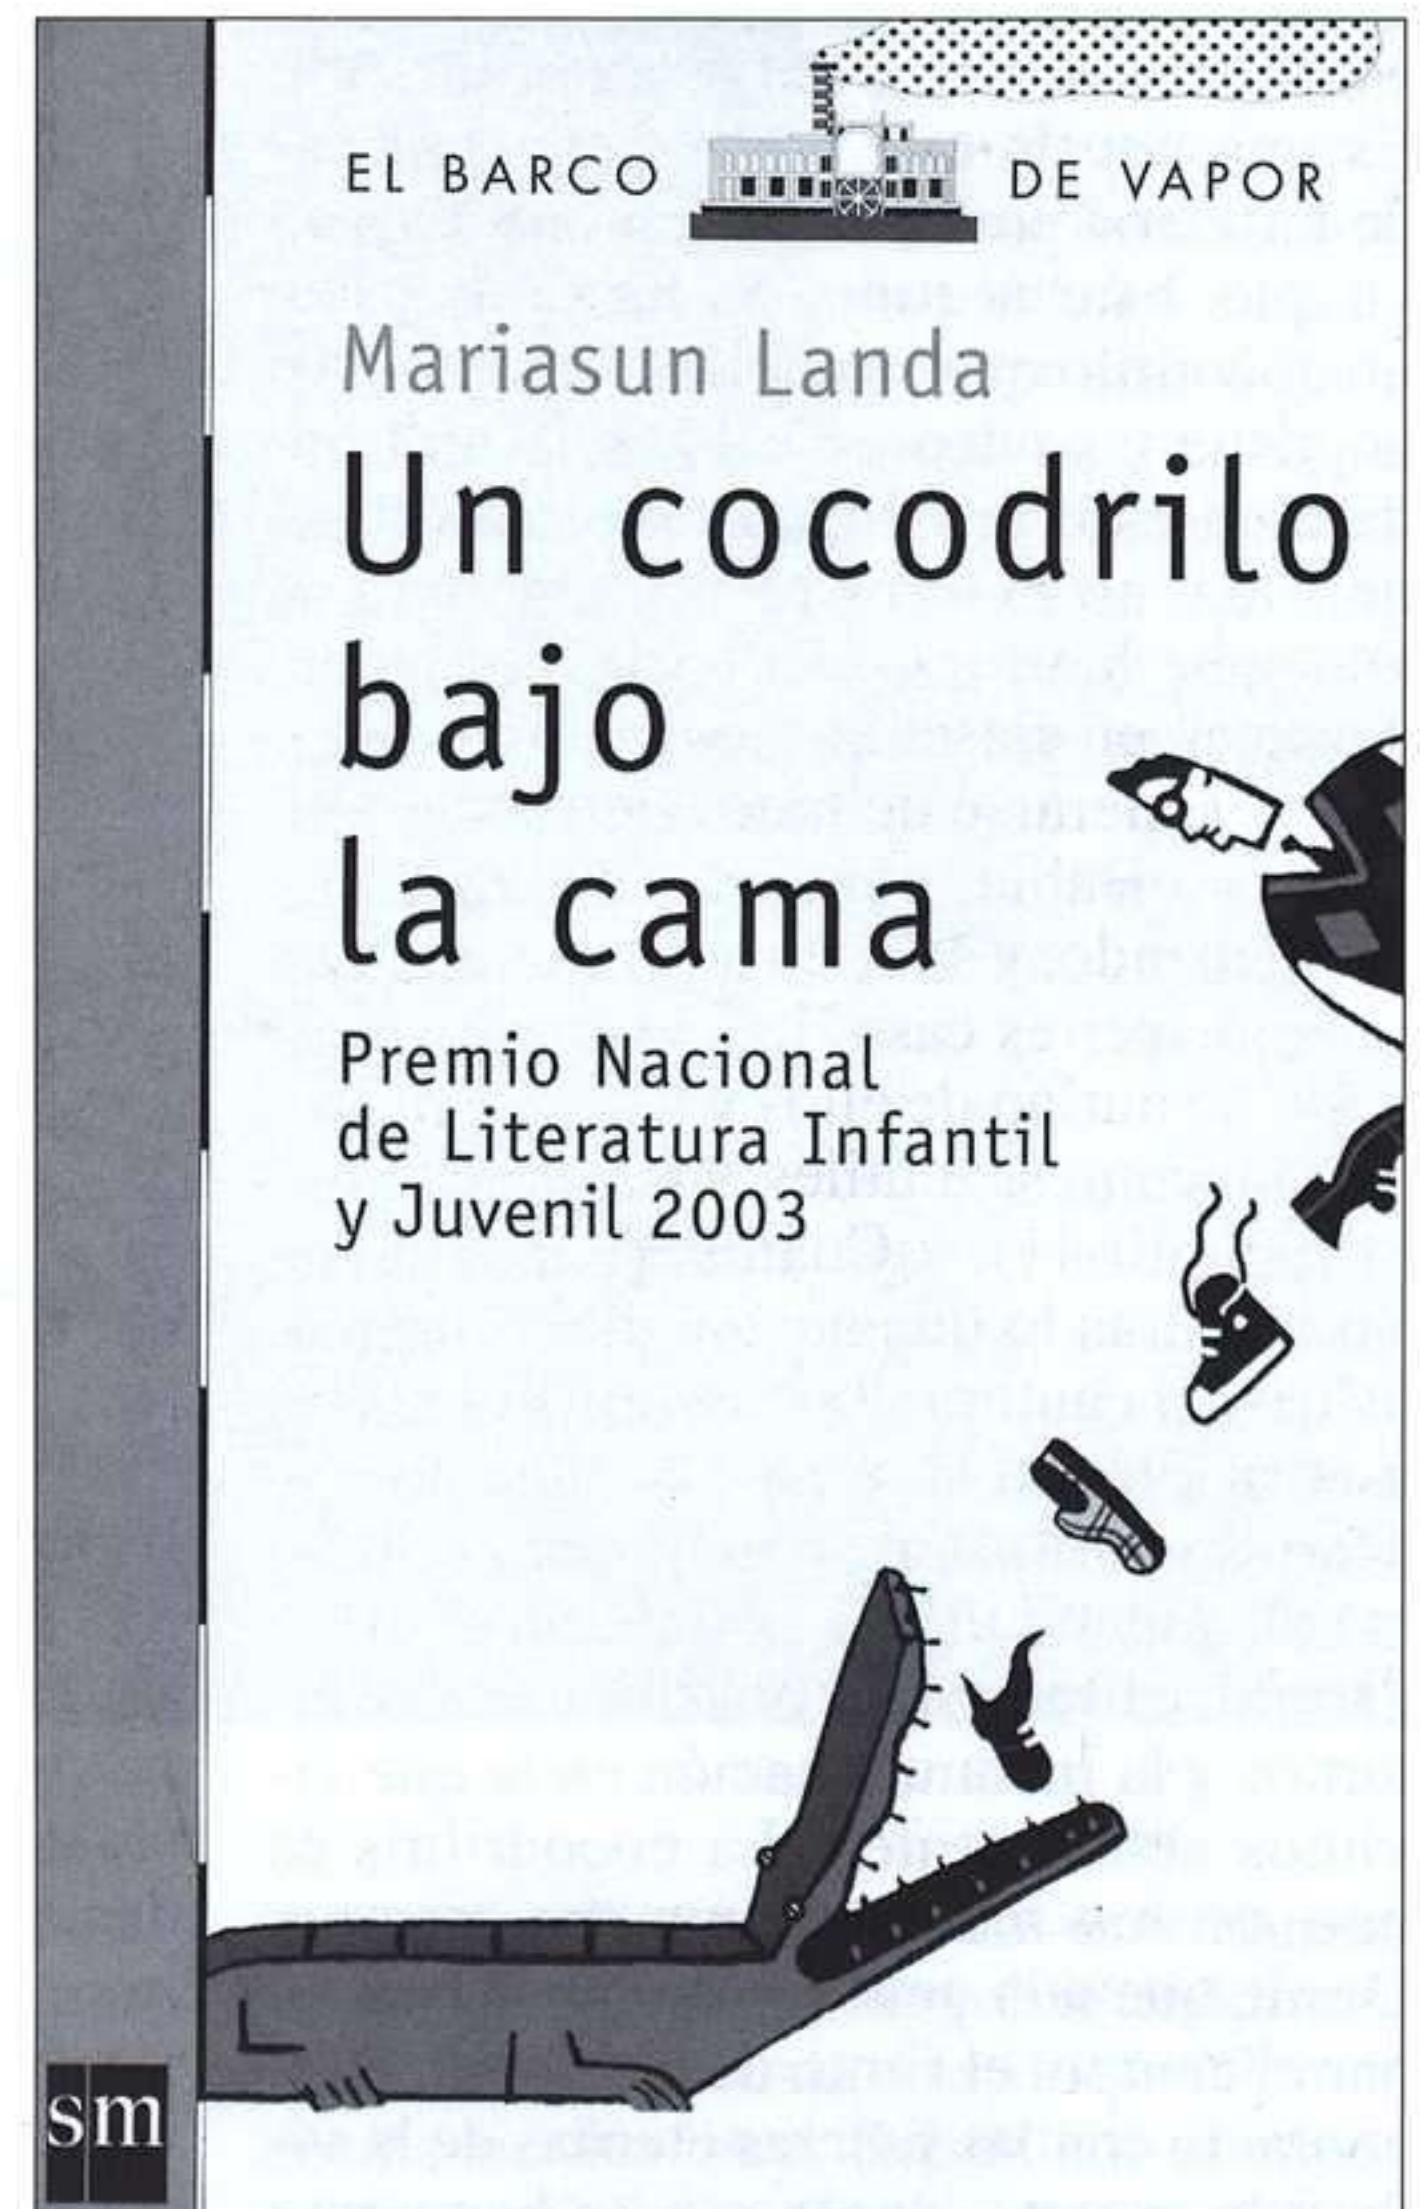 EL BARCO DE VAPOR
Mariasun Landa
Un cocodrilo
bajo
la cama
Premio Nacional
de Literatura Infantil
y Juvenil 2003
sm